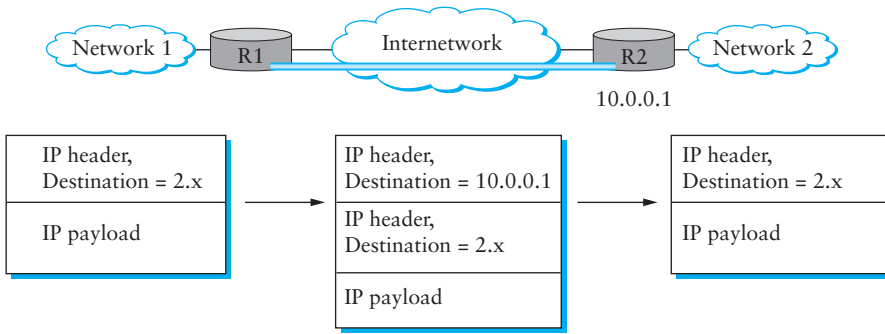 Network 1
R1
Internetwork
R2
Network 2
10.0.0.1
IP header,
Destination = 2.x
IP payload
IP header,
Destination = 10.0.0.1
IP header,
Destination = 2.x
IP payload
IP header,
Destination = 2.x
IP payload